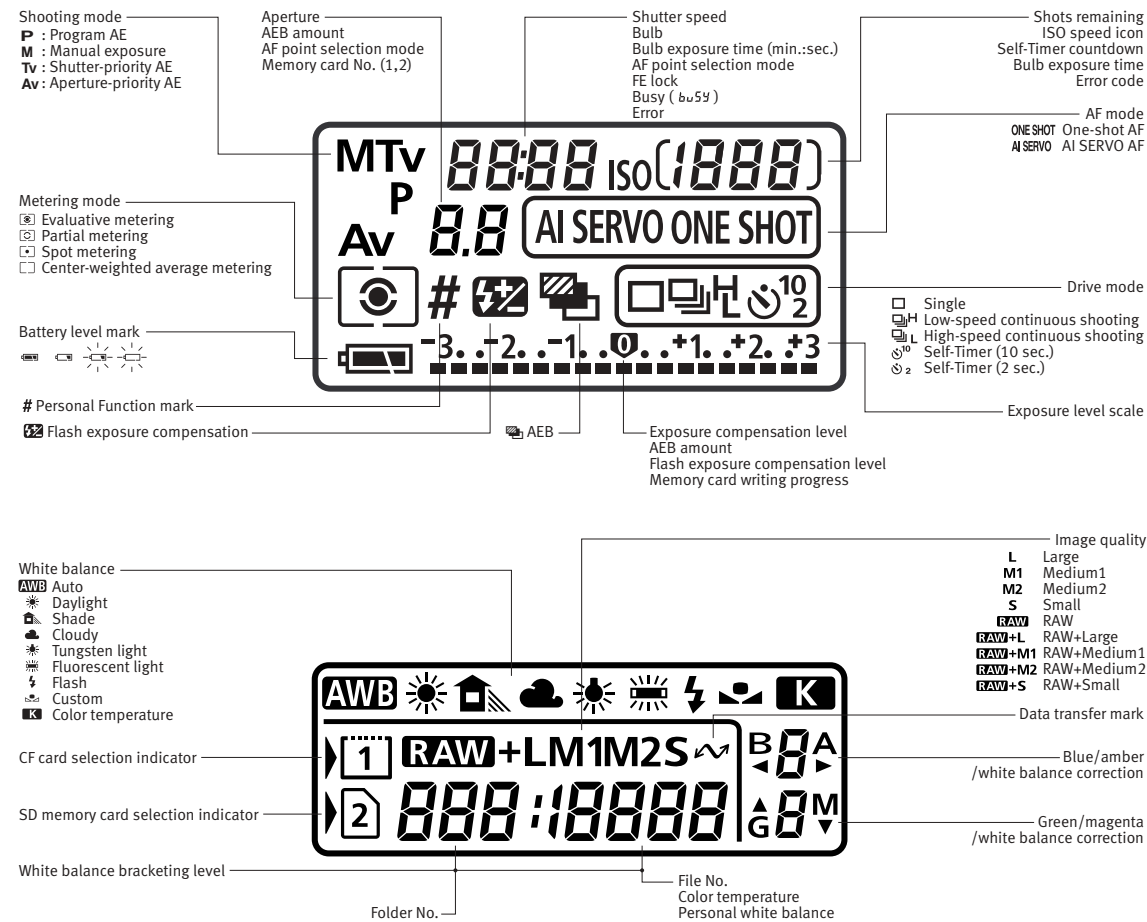 Shooting mode
P : Program AE
M : Manual exposure
Tv : Shutter-priority AE
Av : Aperture-priority AE
Aperture
AEB amount
AF point selection mode
Memory card No. (1,2)
Shutter speed
Bulb
Bulb exposure time (min.:sec.)
AF point selection mode
FE lock
Busy ( buSY )
Error
Shots remaining
ISO speed icon
Self-Timer countdown
Bulb exposure time
Error code
AF mode
ONE SHOT One-shot AF
AI SERVO AI SERVO AF
MTv 88:88 ISO (1888)
P
Av 8.8 AI SERVO ONE SHOT
# H L 10 2
-3..-2..-1..0..+1..+2..+3
Metering mode
Evaluative metering
Partial metering
Spot metering
Center-weighted average metering
Battery level mark
# Personal Function mark
Flash exposure compensation
AEB
Exposure compensation level
AEB amount
Flash exposure compensation level
Memory card writing progress
Drive mode
Single
H Low-speed continuous shooting
L High-speed continuous shooting
10 Self-Timer (10 sec.)
2 Self-Timer (2 sec.)
Exposure level scale
White balance
AWB Auto
Daylight
Shade
Cloudy
Tungsten light
Fluorescent light
Flash
Custom
K Color temperature
Image quality
L Large
M1 Medium1
M2 Medium2
S Small
RAW RAW
RAW+L RAW+Large
RAW+M1 RAW+Medium1
RAW+M2 RAW+Medium2
RAW+S RAW+Small
AWB K
1 RAW+LM1M2S B 8 A
2 888:18888 G 8 M
Data transfer mark
Blue/amber
/white balance correction
Green/magenta
/white balance correction
CF card selection indicator
SD memory card selection indicator
White balance bracketing level
Folder No.
File No.
Color temperature
Personal white balance